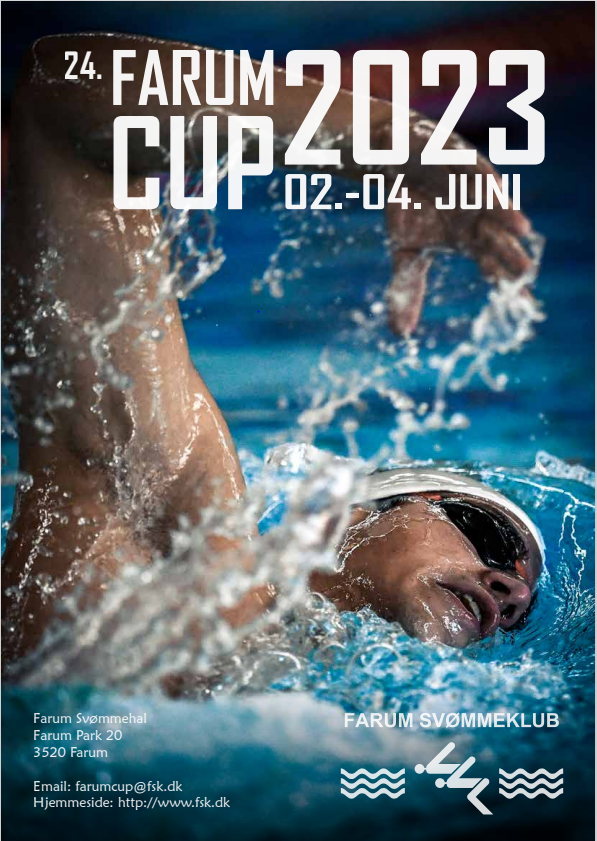 24. FARUM
CUP
2023
02.-04. JUNI
Farum Svømmehal
Farum Park 20
3520 Farum
Email: farumcup@fsk.dk
Hjemmeside: http://www.fsk.dk
FARUM SVØMMEKLUB